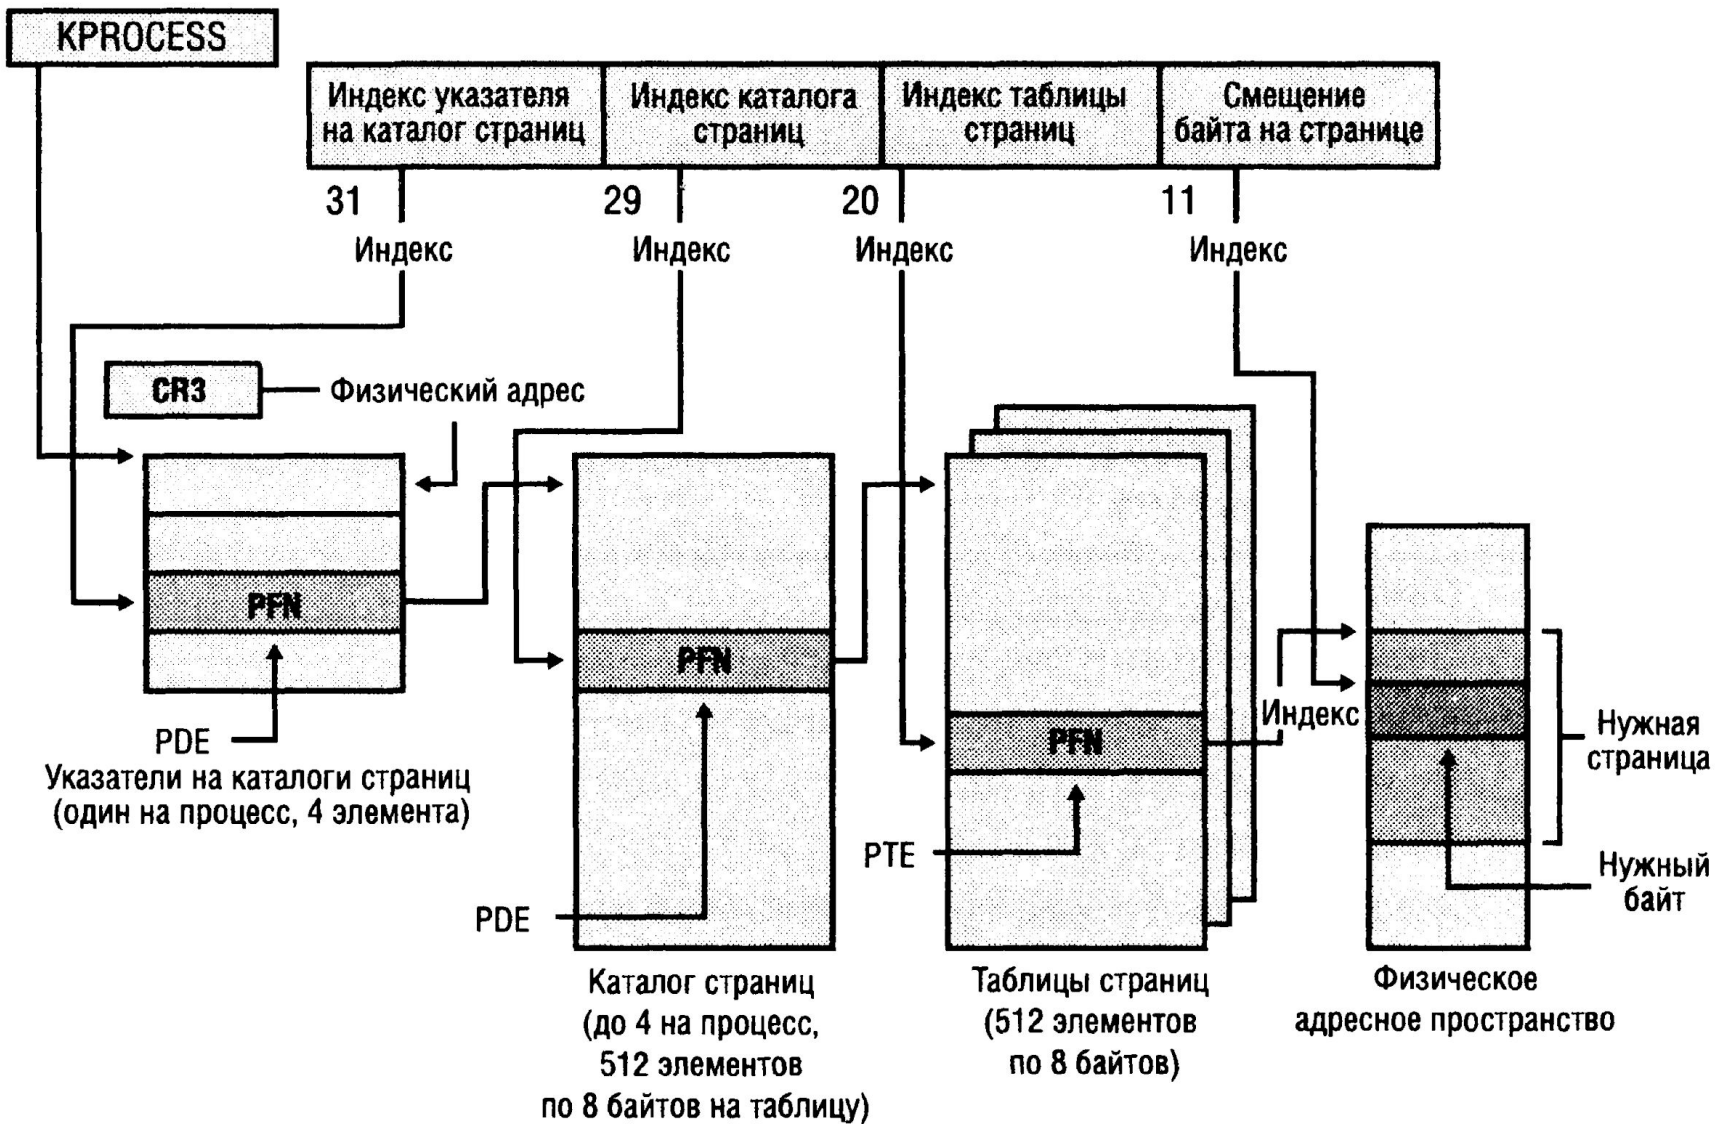 KPROCESS
Индекс указателя
на каталог страниц
Индекс каталога
страниц
Индекс таблицы
страниц
Смещение
байта на странице
31
29
20
11
Индекс
Индекс
Индекс
Индекс
CR3
Физический адрес
PFN
PFN
PFN
Индекс
Нужная
страница
PDE
Указатели на каталоги страниц
(один на процесс, 4 элемента)
PTE
Нужный
байт
PDE
Каталог страниц
(до 4 на процесс,
512 элементов
по 8 байтов на таблицу)
Таблицы страниц
(512 элементов
по 8 байтов)
Физическое
адресное пространство